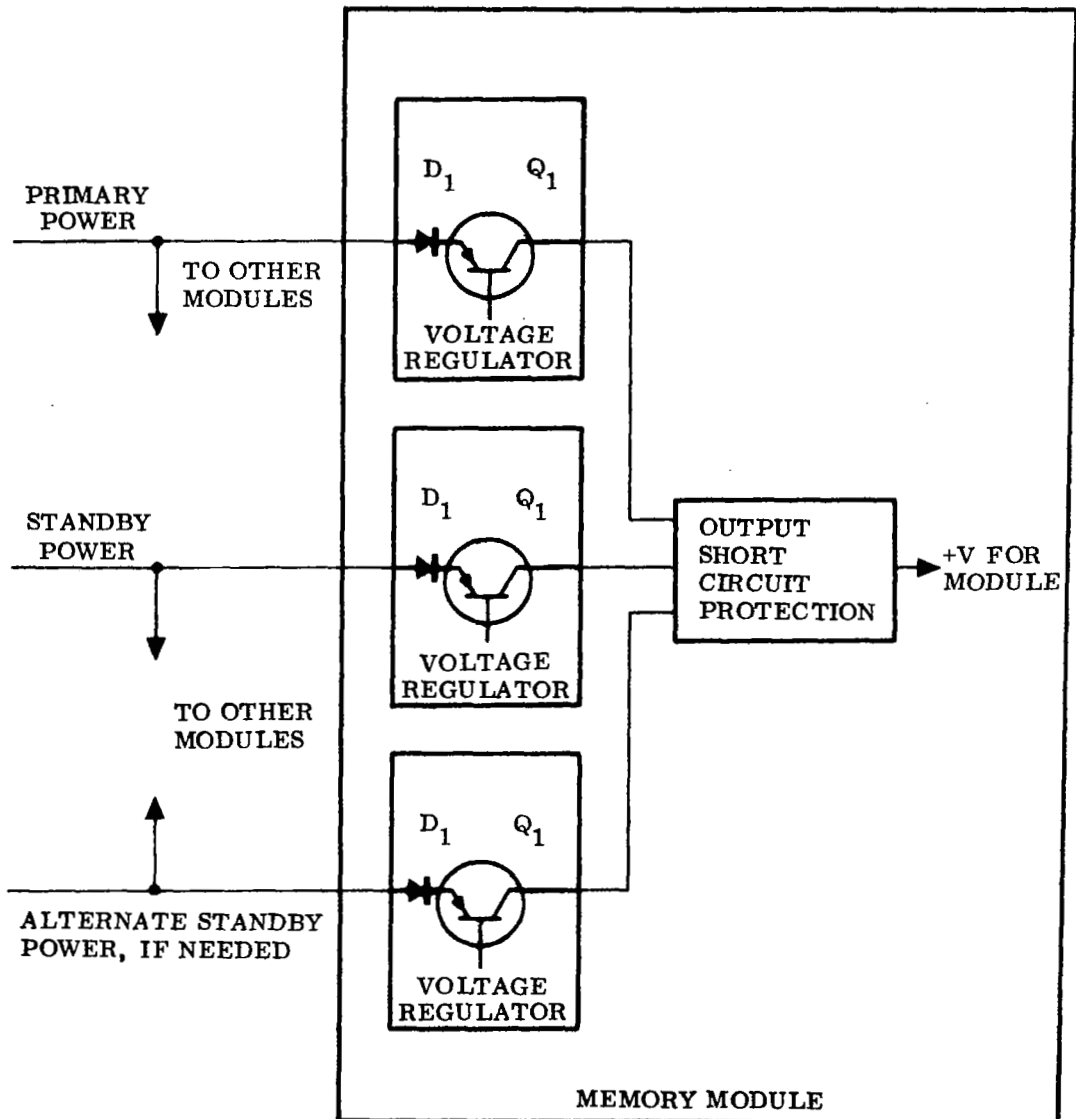 PRIMARY
POWER
TO OTHER
MODULES
D1 Q1
VOLTAGE
REGULATOR
STANDBY
POWER
D1 Q1
VOLTAGE
REGULATOR
OUTPUT
SHORT
CIRCUIT
PROTECTION
+V FOR
MODULE
TO OTHER
MODULES
D1 Q1
VOLTAGE
REGULATOR
ALTERNATE STANDBY
POWER, IF NEEDED
MEMORY MODULE